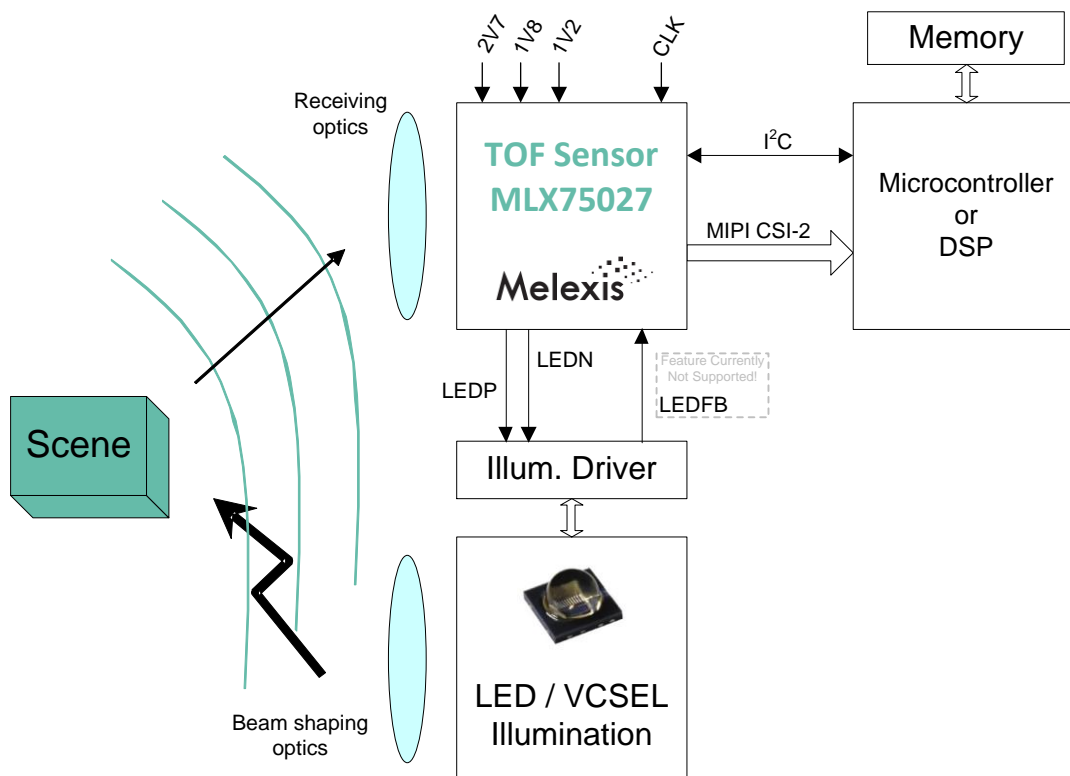 2V7
1V8
1V2
CLK
Memory
Receiving
optics
TOF Sensor
MLX75027
Melexis
I²C
MIPI CSI-2
Microcontroller
or
DSP
LEDP
LEDN
Feature Currently
Not Supported!
LEDFB
Scene
Illum. Driver
LED / VCSEL
Illumination
Beam shaping
optics